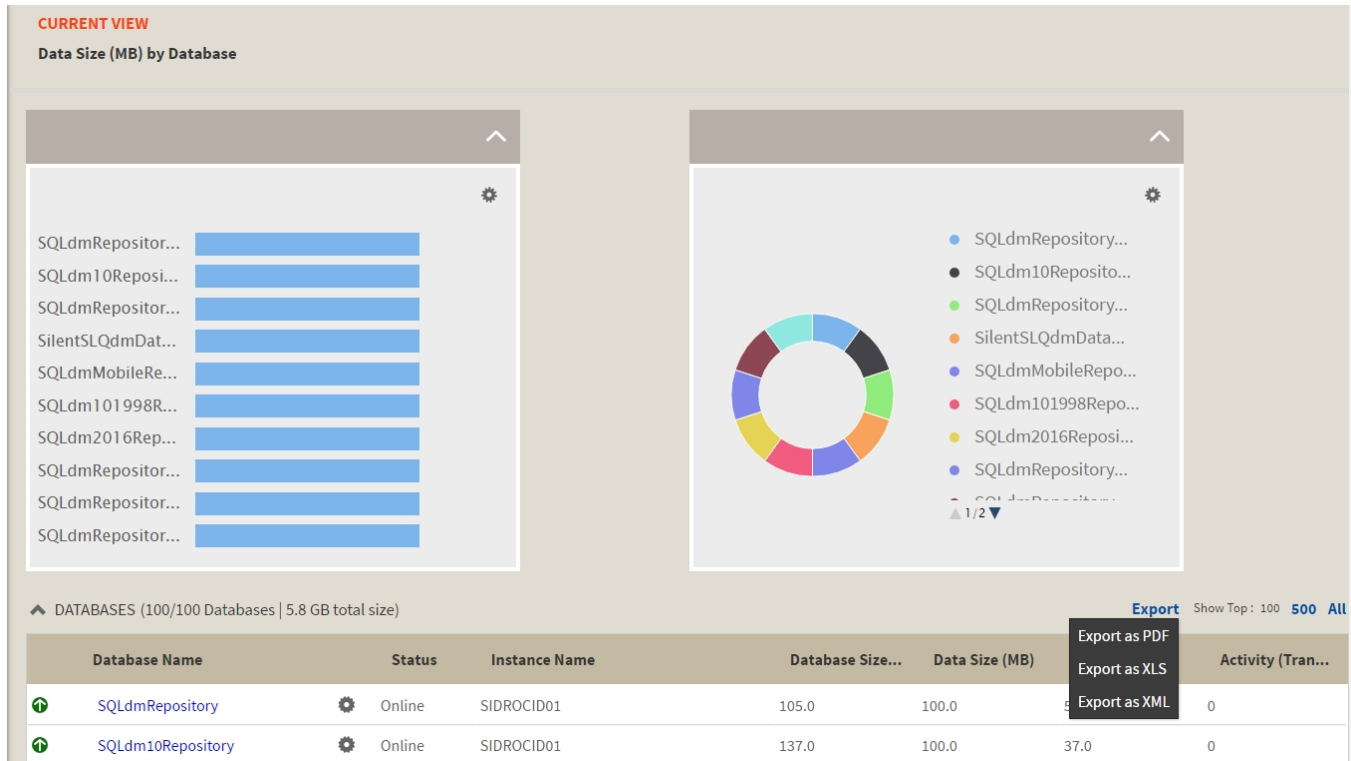 CURRENT VIEW
Data Size (MB) by Database
SQLdmRepositor...
SQLdm10Reposi...
SQLdmRepositor...
SilentSLQdmDat...
SQLdmMobileRe...
SQLdm101998R...
SQLdm2016Rep...
SQLdmRepositor...
SQLdmRepositor...
SQLdmRepositor...
SQLdmRepository...
SQLdm10Reposito...
SQLdmRepository...
SilentSLQdmData...
SQLdmMobileRepo...
SQLdm101998Repo...
SQLdm2016Reposi...
SQLdmRepository...
1/2
DATABASES (100/100 Databases | 5.8 GB total size) Export Show Top : 100 500 All
Export as PDF
Export as XLS
Export as XML
Database Name Status Instance Name Database Size... Data Size (MB) Activity (Tran...
SQLdmRepository Online SIDROCID01 105.0 100.0 0
SQLdm10Repository Online SIDROCID01 137.0 100.0 37.0 0